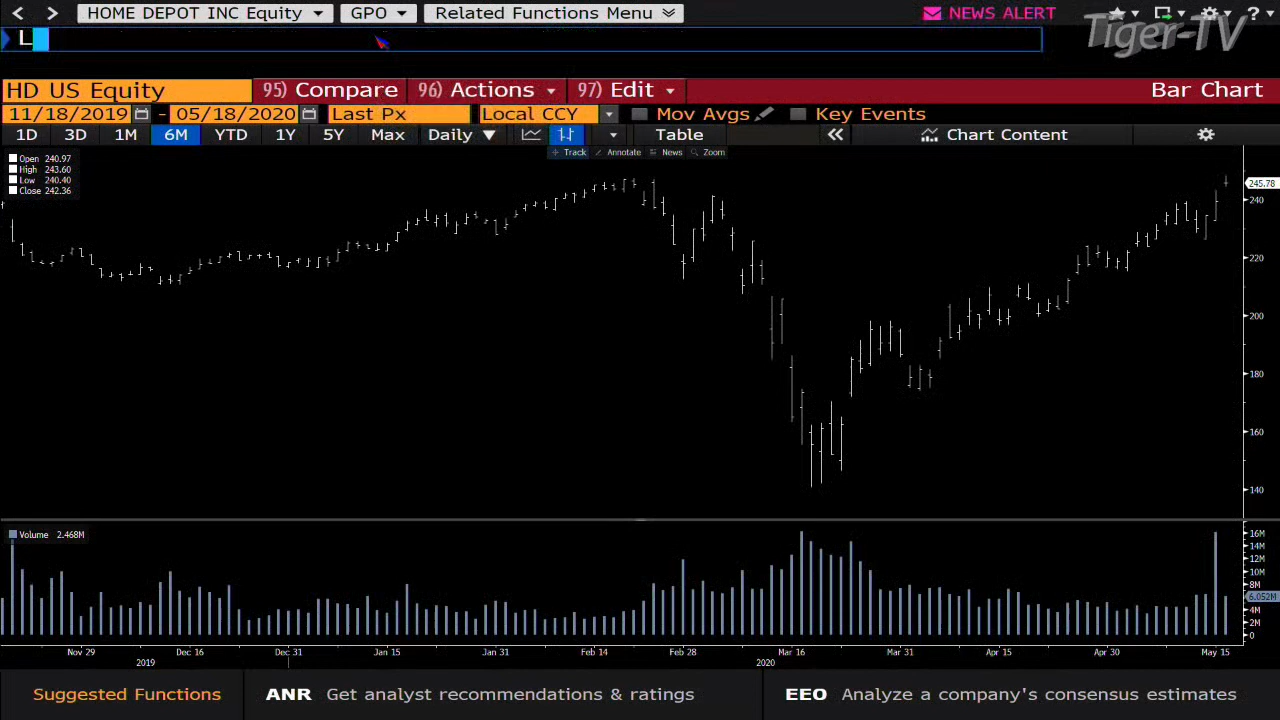 HOME DEPOT INC Equity GPO Related Functions Menu NEWS ALERT ?
Tiger-TV
L
HD US Equity 95) Compare 96) Actions 97) Edit Bar Chart
11/18/2019 - 05/18/2020 Last Px Local CCY Mov Avgs Key Events
1D 3D 1M 6M YTD 1Y 5Y Max Daily Table Chart Content
Track Annotate News Zoom
Open 240.97
High 243.60
Low 240.40
Close 242.36
245.78
240
220
200
180
160
140
Volume 2.468M
16M
14M
12M
10M
8M
6.052M
4M
2M
0
Nov 29 Dec 16 Dec 31 Jan 15 Jan 31 Feb 14 Feb 28 Mar 16 Mar 31 Apr 15 Apr 30 May 15
2019 2020
Suggested Functions ANR Get analyst recommendations & ratings EEO Analyze a company's consensus estimates